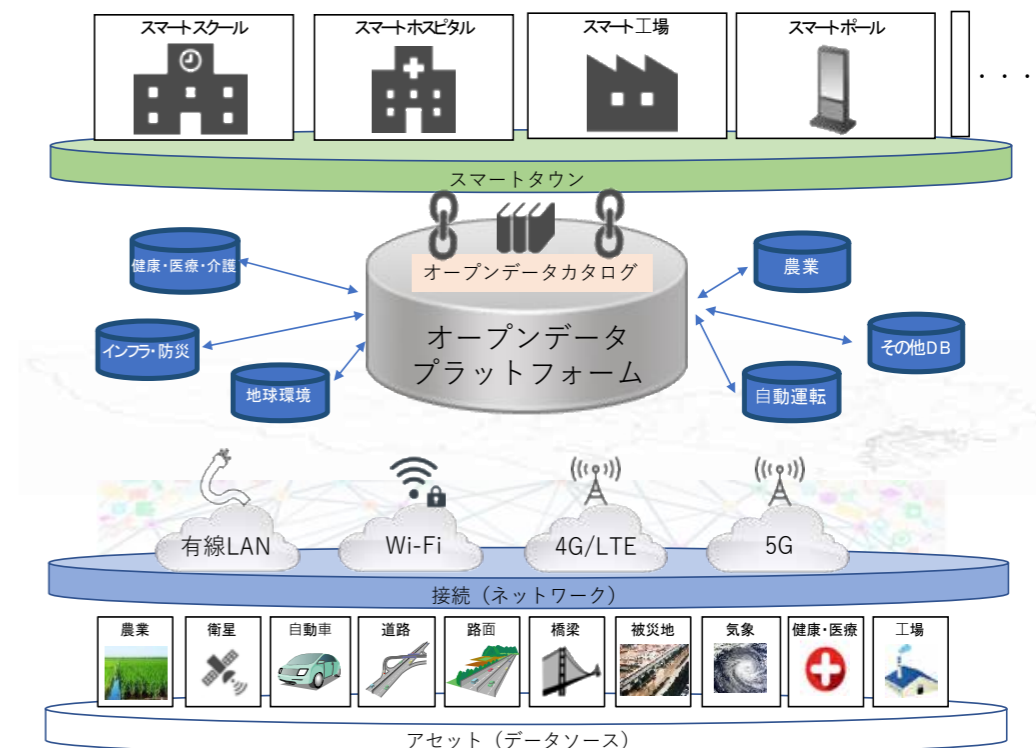 スマートスクール
スマートホスピタル
スマート工場
スマートポール
・・・
スマートタウン
オープンデータカタログ
オープンデータ
プラットフォーム
健康・医療・介護
インフラ・防災
地球環境
農業
その他DB
自動運転
有線LAN
Wi-Fi
4G/LTE
5G
接続（ネットワーク）
農業
衛星
自動車
道路
路面
橋梁
被災地
気象
健康・医療
工場
アセット（データソース）